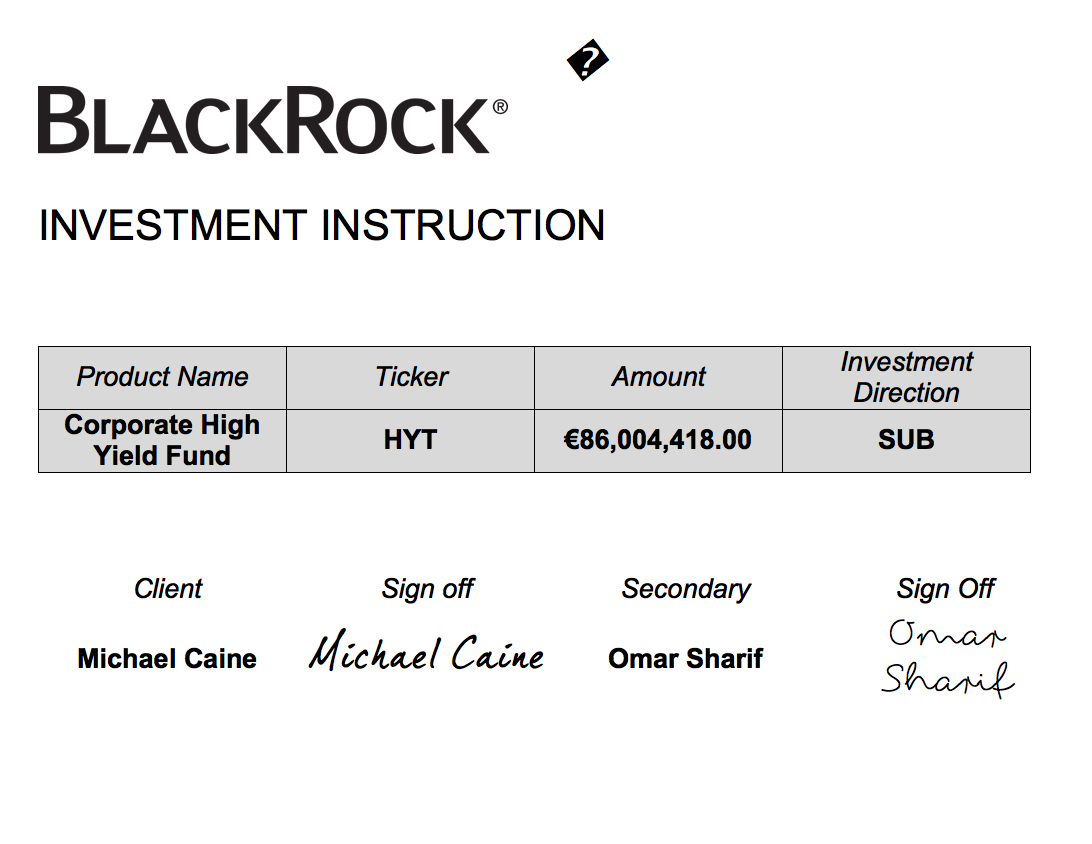 �
BLACKROCK®
INVESTMENT INSTRUCTION
Product Name Ticker Amount Investment Direction
Corporate High Yield Fund HYT €86,004,418.00 SUB
Client Sign off Secondary Sign Off
Michael Caine Michael Caine Omar Sharif Omar Sharif